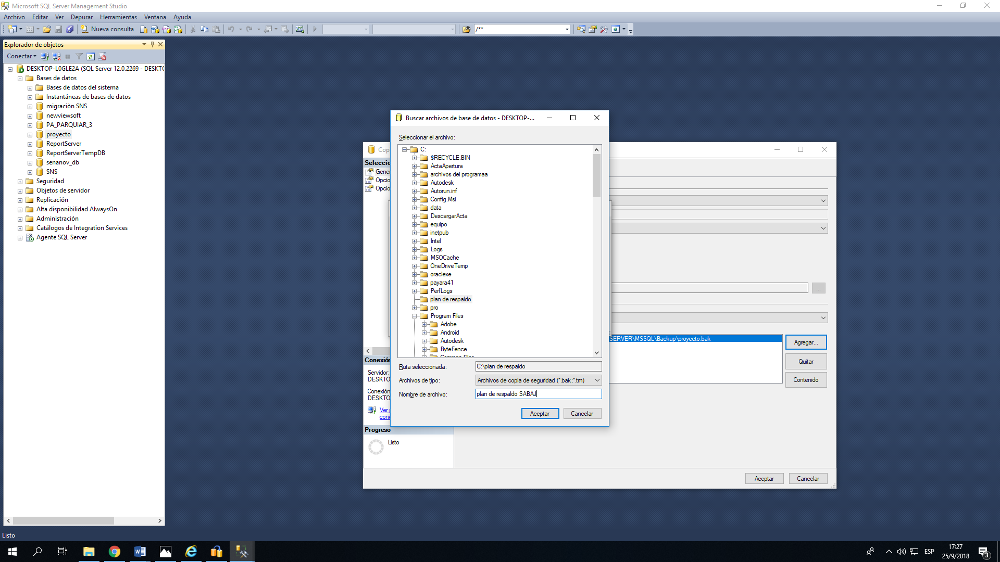 Microsoft SQL Server Management Studio
Archivo Editar Ver Depurar Herramientas Ventana Ayuda
Nueva consulta
/**
Explorador de objetos
Conectar
DESKTOP-L0GLE2A (SQL Server 12.0.2269 - DESKT
Bases de datos
Bases de datos del sistema
Instantáneas de bases de datos
migraciòn SNS
newviewsoft
PA_PARQUIAR_3
proyecto
ReportServer
ReportServerTempDB
senanov_db
SNS
Seguridad
Objetos de servidor
Replicación
Alta disponibilidad AlwaysOn
Administración
Catálogos de Integration Services
Agente SQL Server
Cop
Selecció
Gener
Opcio
Opcio
Conexión
Servidor:
DESKTO
Conexión
DESKTO
Ver p
cone
Progreso
Listo
Buscar archivos de base de datos - DESKTOP-...
Seleccionar el archivo:
C:
$RECYCLE.BIN
ActaApertura
archivos del programaa
Autodesk
Autorun.inf
Config.Msi
data
DescargarActa
equipo
inetpub
Intel
Logs
MSOCache
OneDriveTemp
oraclexe
payara41
PerfLogs
plan de respaldo
pro
Program Files
Adobe
Android
Autodesk
ByteFence
Common Files
Ruta seleccionada: C:\plan de respaldo
Archivos de tipo: Archivos de copia de seguridad (*.bak;*.trn)
Nombre de archivo: plan de respaldo SABAJ
Aceptar Cancelar
...
SERVER\MSSQL\Backup\proyecto.bak
Agregar...
Quitar
Contenido
Aceptar Cancelar
Listo
ESP
17:27
25/9/2018
3